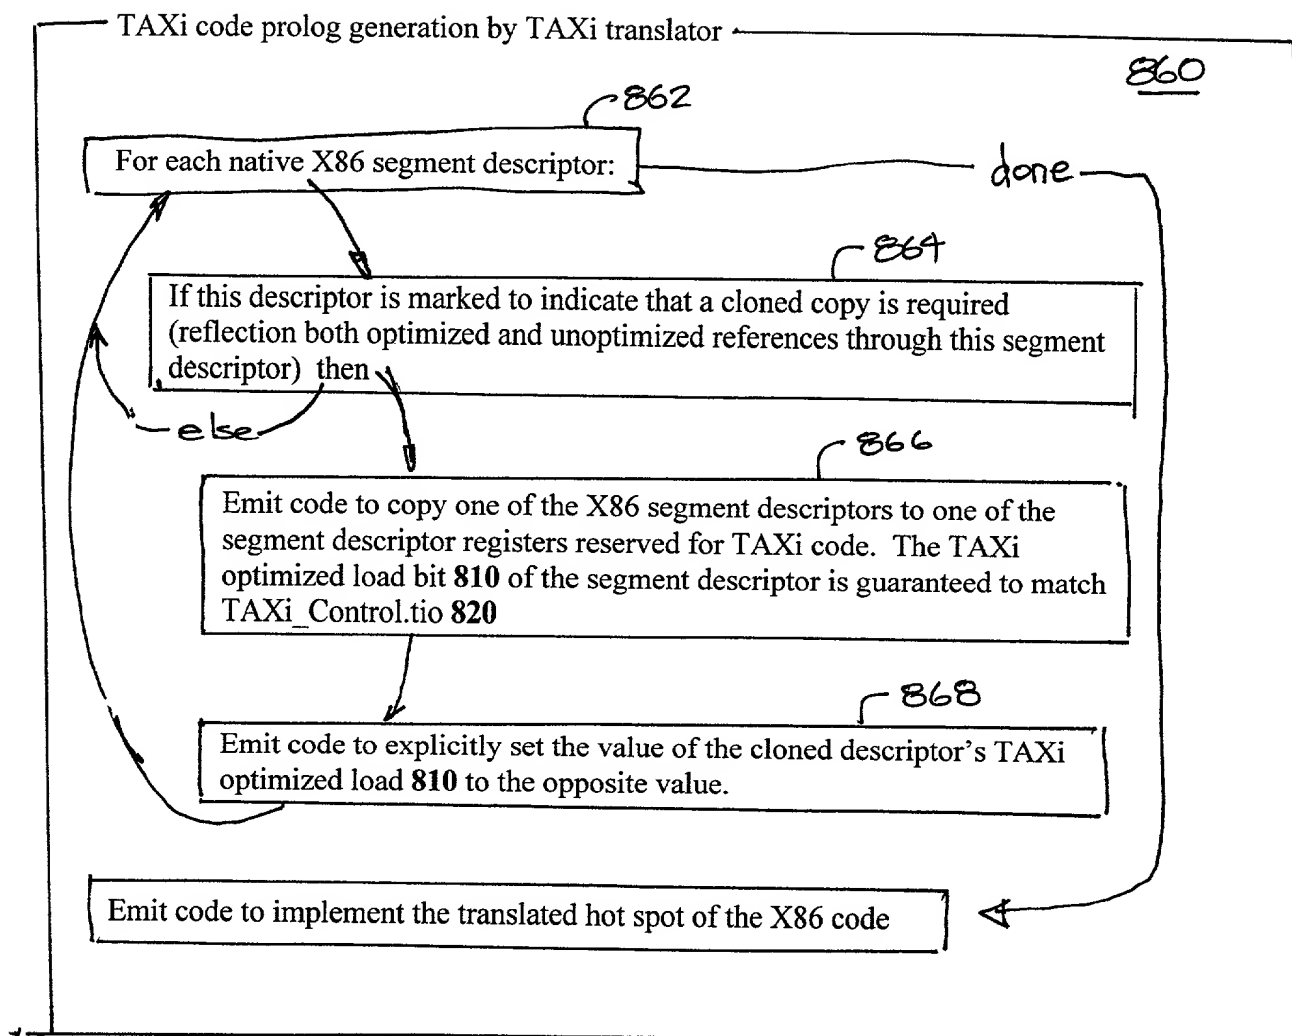 TAXi code prolog generation by TAXi translator
860
862
For each native X86 segment descriptor:
done
864
If this descriptor is marked to indicate that a cloned copy is required
(reflection both optimized and unoptimized references through this segment
descriptor) then
else
866
Emit code to copy one of the X86 segment descriptors to one of the
segment descriptor registers reserved for TAXi code. The TAXi
optimized load bit 810 of the segment descriptor is guaranteed to match
TAXi_Control.tio 820
868
Emit code to explicitly set the value of the cloned descriptor's TAXi
optimized load 810 to the opposite value.
Emit code to implement the translated hot spot of the X86 code